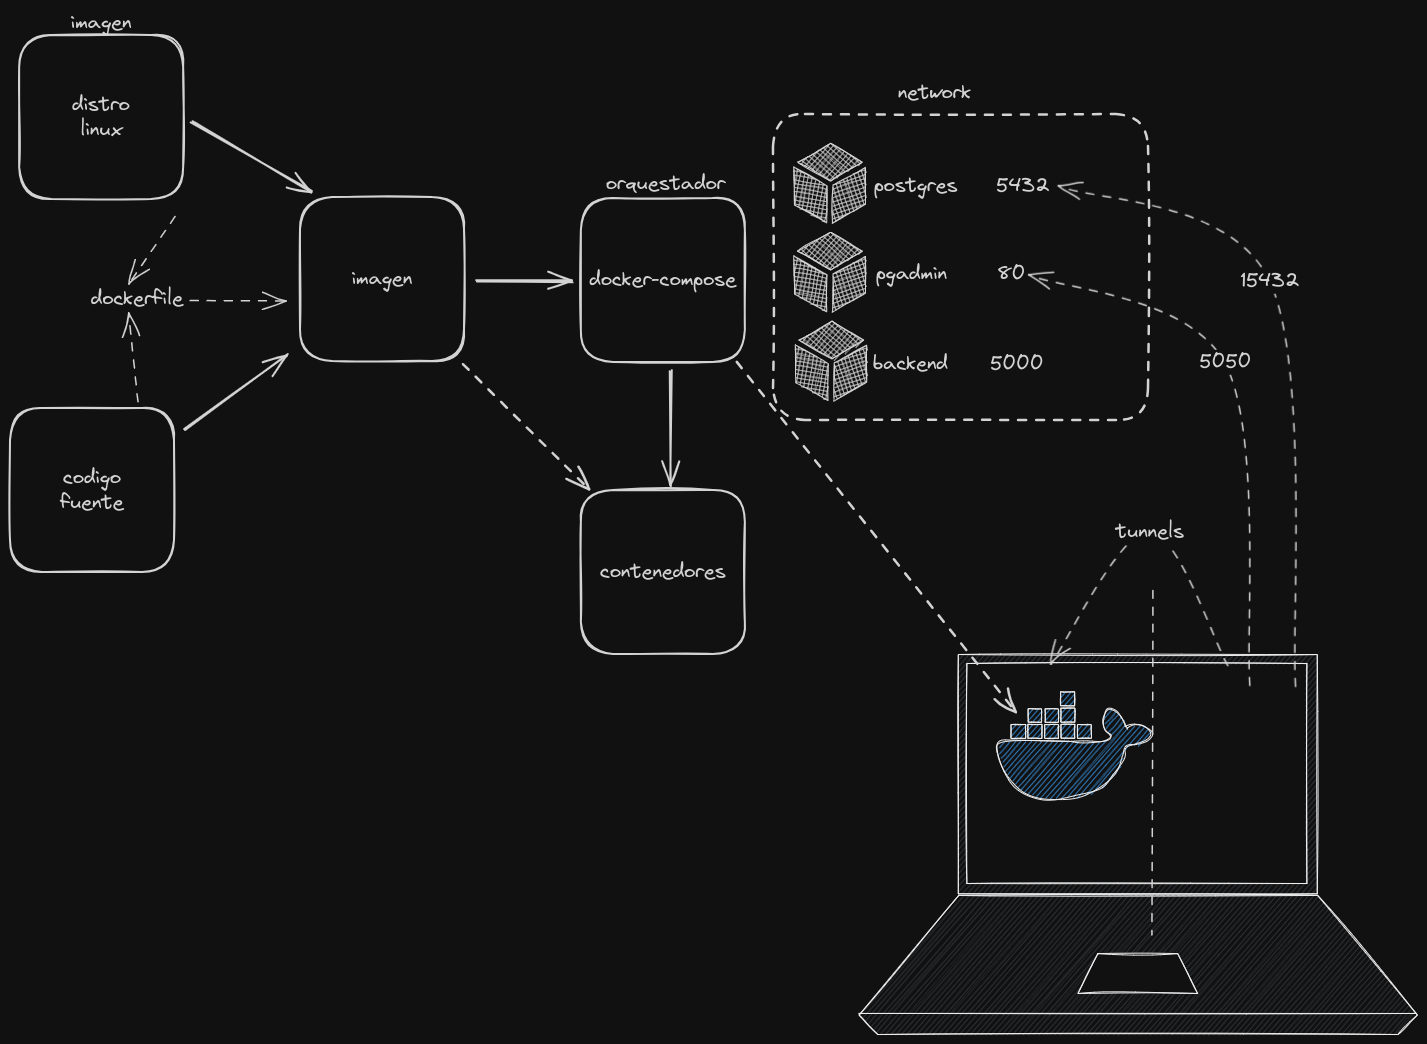 imagen
distro
linux
dockerfile
codigo
fuente
imagen
orquestador
docker-compose
contenedores
network
postgres 5432
pgadmin 80
backend 5000
15432
5050
tunnels